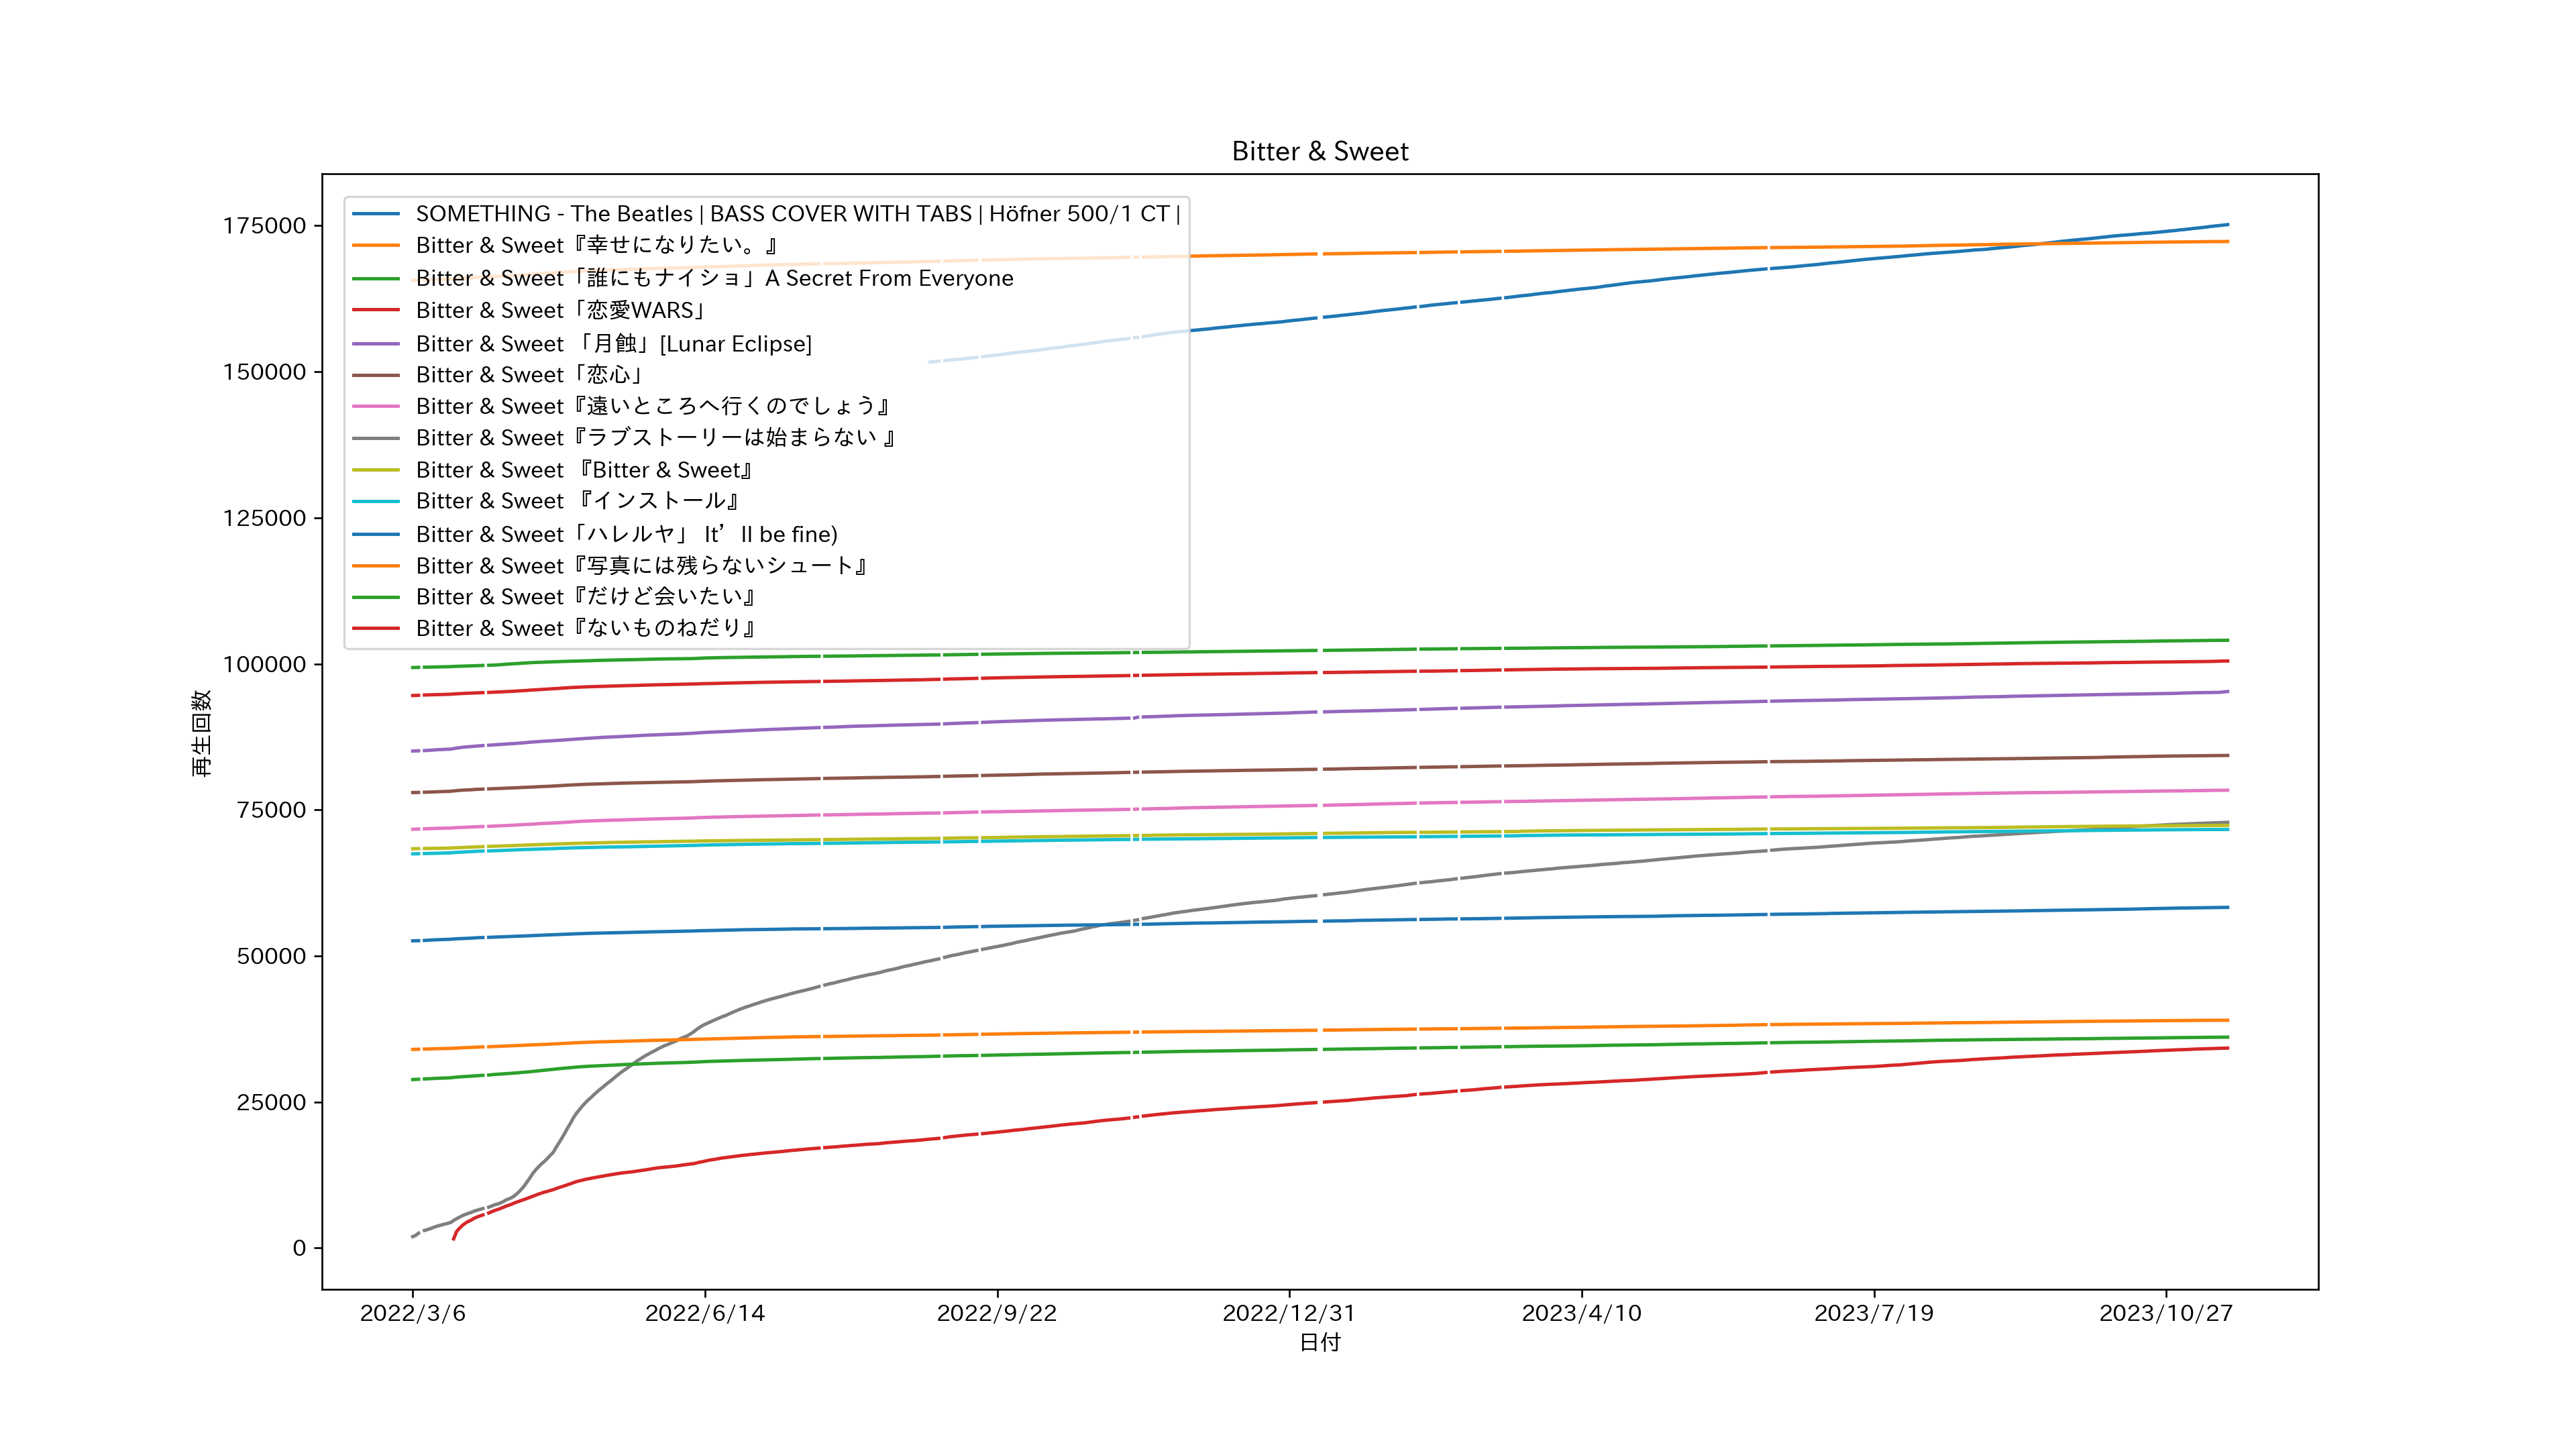 Bitter & Sweet
175000
150000
125000
100000
75000
50000
25000
0
再生回数
SOMETHING - The Beatles | BASS COVER WITH TABS | Höfner 500/1 CT |
Bitter & Sweet『幸せになりたい。』
Bitter & Sweet「誰にもナイショ」A Secret From Everyone
Bitter & Sweet「恋愛WARS」
Bitter & Sweet 「月蝕」[Lunar Eclipse]
Bitter & Sweet「恋心」
Bitter & Sweet『遠いところへ行くのでしょう』
Bitter & Sweet『ラブストーリーは始まらない 』
Bitter & Sweet 『Bitter & Sweet』
Bitter & Sweet 『インストール』
Bitter & Sweet「ハレルヤ」 It’ll be fine)
Bitter & Sweet『写真には残らないシュート』
Bitter & Sweet『だけど会いたい』
Bitter & Sweet『ないものねだり』
2022/3/6 2022/6/14 2022/9/22 2022/12/31 2023/4/10 2023/7/19 2023/10/27
日付